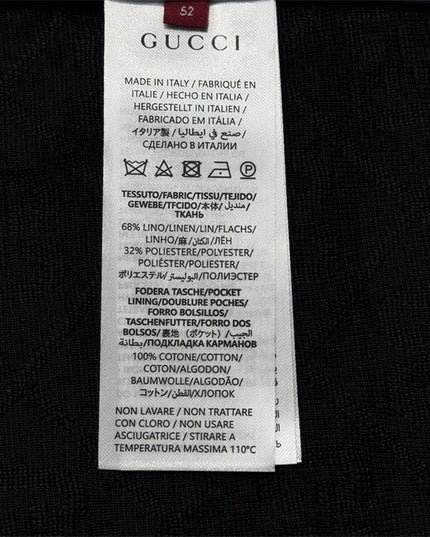 52
GUCCI
MADE IN ITALY / FABRIQUÉ EN
ITALIE / HECHO EN ITALIA /
HERGESTELLT IN ITALIEN /
FABRICADO EM ITÁLIA /
イタリア製 / صنع في ايطاليا /
СДЕЛАНО В ИТАЛИИ
P
TESSUTO/FABRIC/TISSU/TEJIDO/
GEWEBE/TFCIDO/本体/منديل/
ТКАНЬ
68% LINO/LINEN/LIN/FLACHS/
LINHO/麻/الكتان/ЛЁН
32% POLIESTERE/POLYESTER/
POLIÉSTER/POLIESTER/
ポリエステル/البوليستر/ПОЛИЭСТЕР
FODERA TASCHE/POCKET
LINING/DOUBLURE POCHES/
FORRO BOLSILLOS/
TASCHENFUTTER/FORRO DOS
BOLSOS/裏地（ポケット）/الجيب/
بطانة/ПОДКЛАДКА КАРМАНОВ
100% COTONE/COTTON/
COTON/ALGODON/
BAUMWOLLE/ALGODÃO/
コットン/القطن/ХЛОПОК
NON LAVARE / NON TRATTARE
CON CLORO / NON USARE
ASCIUGATRICE / STIRARE A
TEMPERATURA MASSIMA 110°C